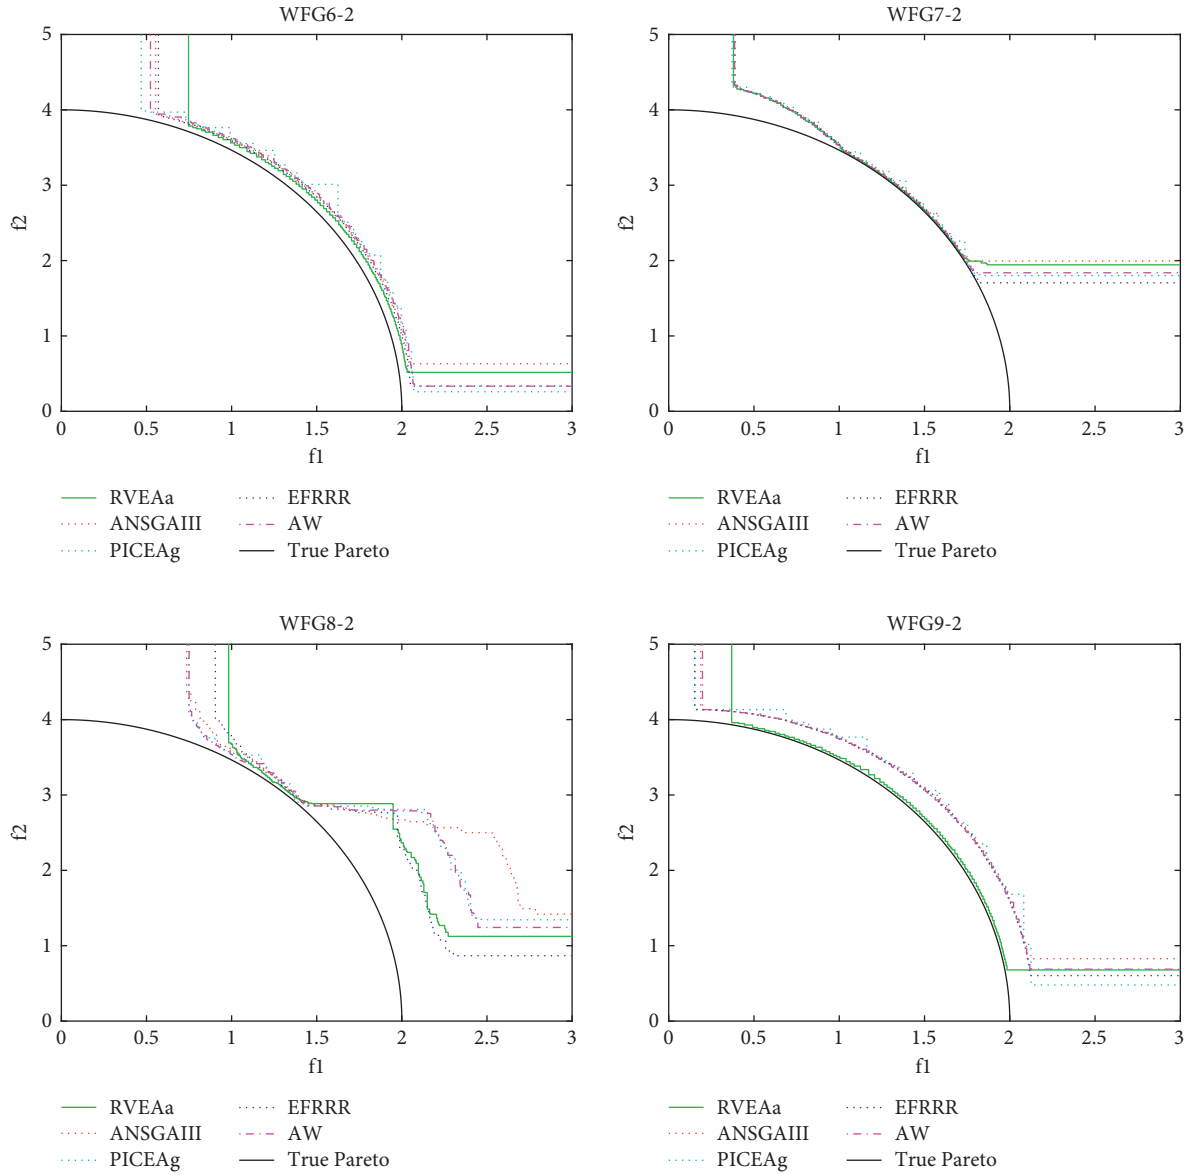 WFG6-2
5
4
3
2
1
0
f2
0 0.5 1 1.5 2 2.5 3
f1
RVEAa EFRRR
ANSGAIII AW
PICEAg True Pareto
WFG7-2
5
4
3
2
1
0
f2
0 0.5 1 1.5 2 2.5 3
f1
RVEAa EFRRR
ANSGAIII AW
PICEAg True Pareto
WFG8-2
5
4
3
2
1
0
f2
0 0.5 1 1.5 2 2.5 3
f1
RVEAa EFRRR
ANSGAIII AW
PICEAg True Pareto
WFG9-2
5
4
3
2
1
0
f2
0 0.5 1 1.5 2 2.5 3
f1
RVEAa EFRRR
ANSGAIII AW
PICEAg True Pareto